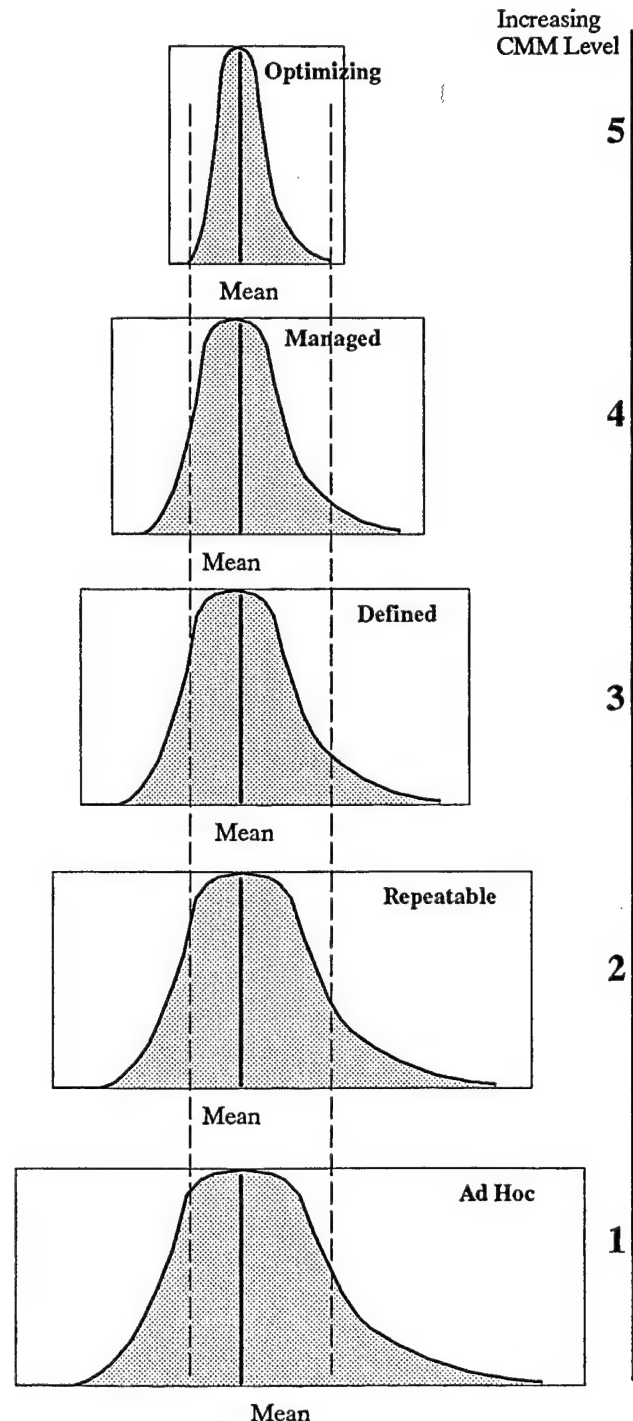 Increasing
CMM Level
Optimizing
5
Mean
Managed
4
Mean
Defined
3
Mean
Repeatable
2
Mean
Ad Hoc
1
Mean